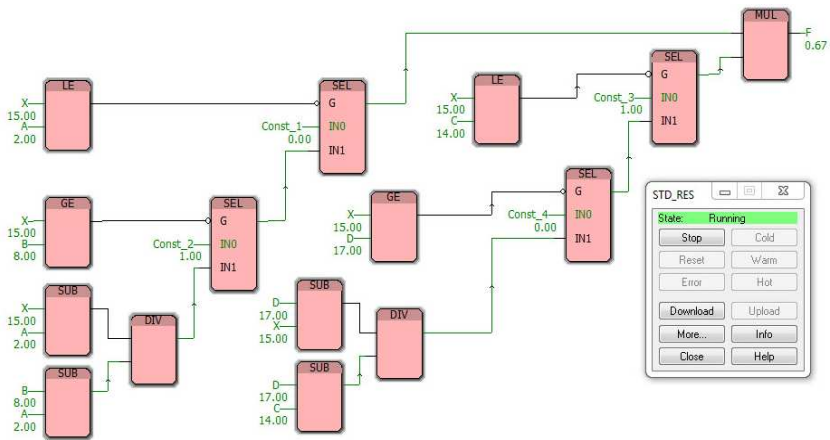 MUL
F
0.67
LE
X
15.00
A
2.00
SEL
G
Const_1
IN0
0.00
IN1
LE
X
15.00
C
14.00
SEL
G
Const_3
IN0
1.00
IN1
GE
X
15.00
B
8.00
SEL
G
Const_2
IN0
1.00
IN1
GE
X
15.00
D
17.00
SEL
G
Const_4
IN0
0.00
IN1
SUB
X
15.00
A
2.00
DIV
SUB
B
8.00
A
2.00
SUB
D
17.00
X
15.00
DIV
SUB
D
17.00
C
14.00
STD_RES
State: Running
Stop Cold
Reset Warm
Error Hot
Download Upload
More... Info
Close Help